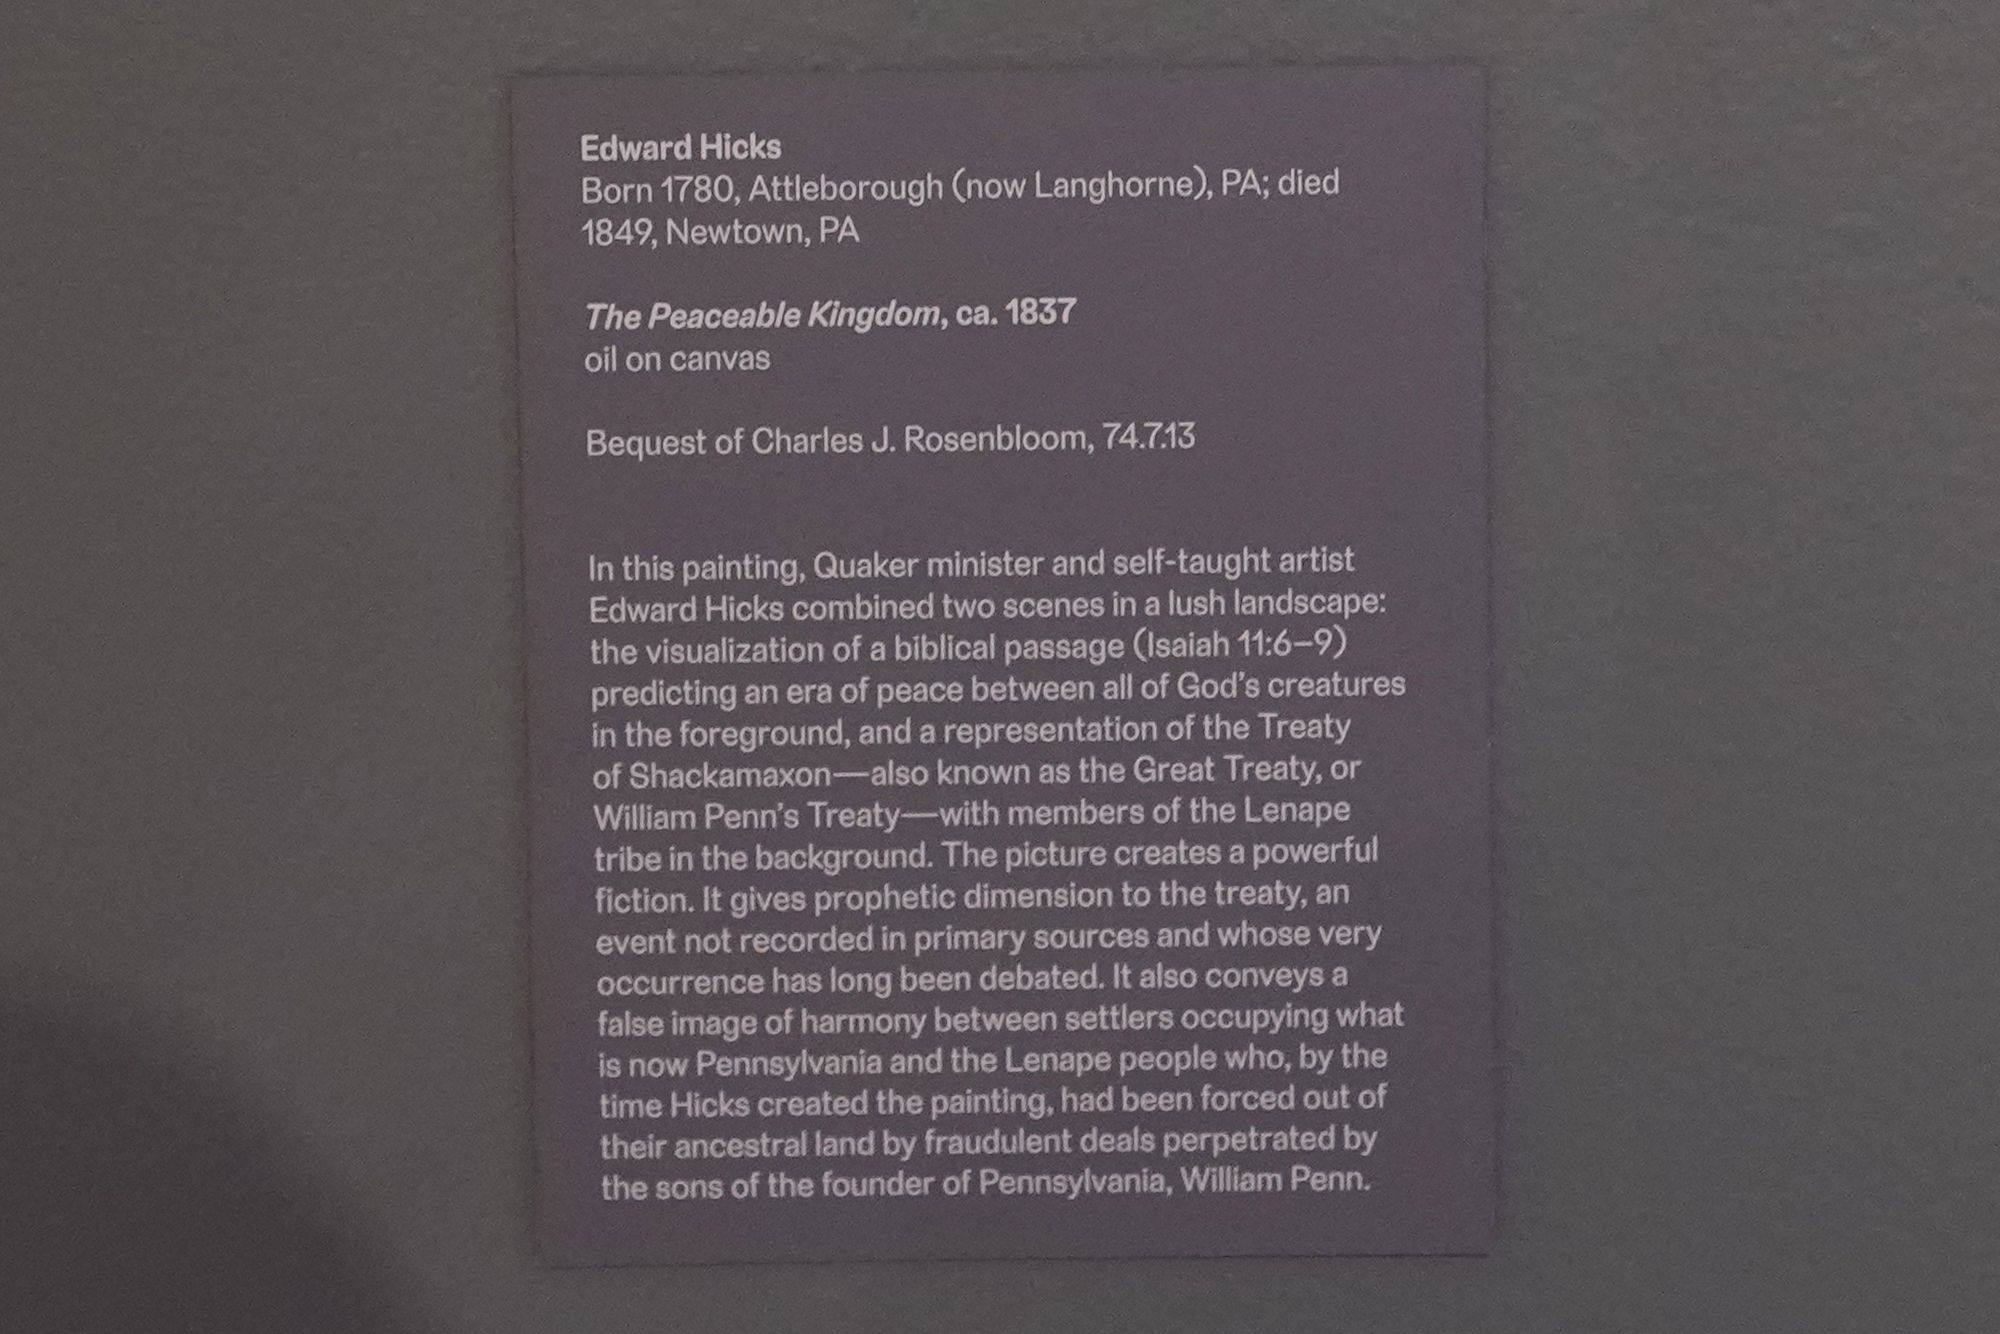 Edward Hicks
Born 1780, Attleborough (now Langhorne), PA; died
1849, Newtown, PA
The Peaceable Kingdom, ca. 1837
oil on canvas
Bequest of Charles J. Rosenbloom, 74.7.13
In this painting, Quaker minister and self-taught artist
Edward Hicks combined two scenes in a lush landscape:
the visualization of a biblical passage (Isaiah 11:6–9)
predicting an era of peace between all of God's creatures
in the foreground, and a representation of the Treaty
of Shackamaxon—also known as the Great Treaty, or
William Penn's Treaty—with members of the Lenape
tribe in the background. The picture creates a powerful
fiction. It gives prophetic dimension to the treaty, an
event not recorded in primary sources and whose very
occurrence has long been debated. It also conveys a
false image of harmony between settlers occupying what
is now Pennsylvania and the Lenape people who, by the
time Hicks created the painting, had been forced out of
their ancestral land by fraudulent deals perpetrated by
the sons of the founder of Pennsylvania, William Penn.